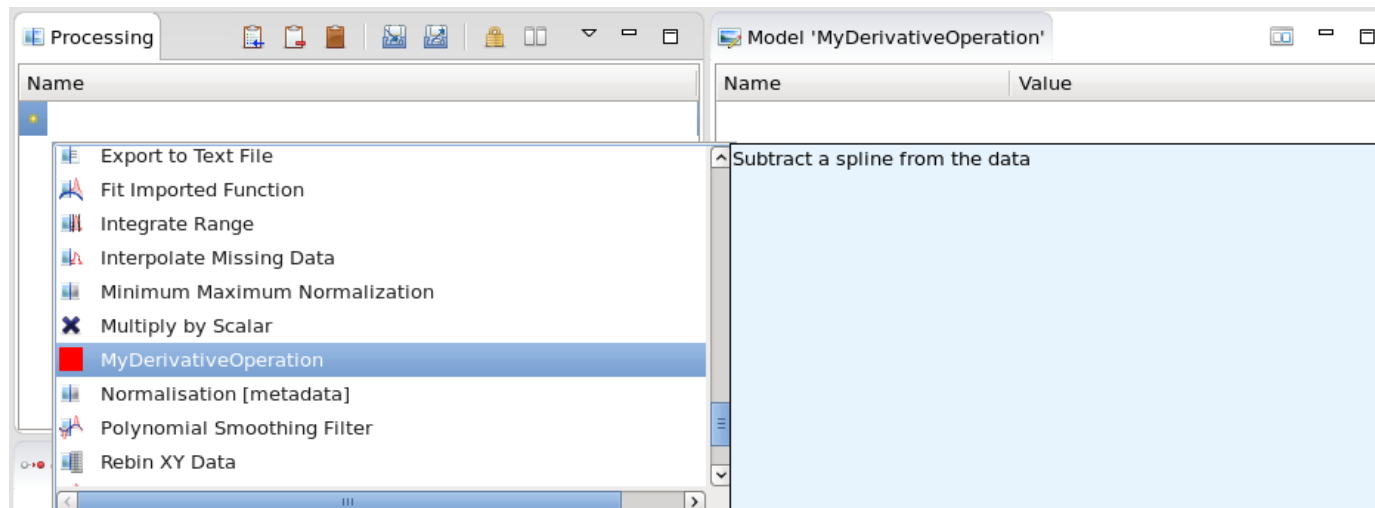 Processing
Model 'MyDerivativeOperation'
Name
Name Value
Export to Text File
Subtract a spline from the data
Fit Imported Function
Integrate Range
Interpolate Missing Data
Minimum Maximum Normalization
Multiply by Scalar
MyDerivativeOperation
Normalisation [metadata]
Polynomial Smoothing Filter
Rebin XY Data